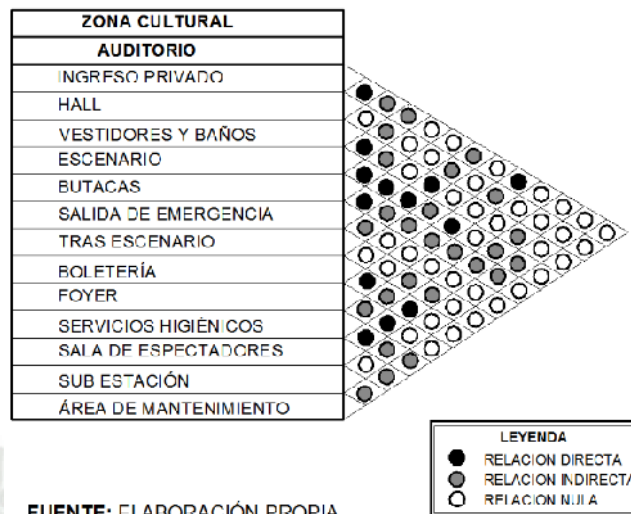 ZONA CULTURAL
AUDITORIO
INGRESO PRIVADO
HALL
VESTIDORES Y BAÑOS
ESCENARIO
BUTACAS
SALIDA DE EMERGENCIA
TRAS ESCENARIO
BOLETERÍA
FOYER
SERVICIOS HIGIÉNICOS
SALA DE ESPECTADORES
SUB ESTACIÓN
ÁREA DE MANTENIMIENTO
LEYENDA
RELACION DIRECTA
RELACION INDIRECTA
RELACION NULA
FUENTE: ELABORACIÓN PROPIA